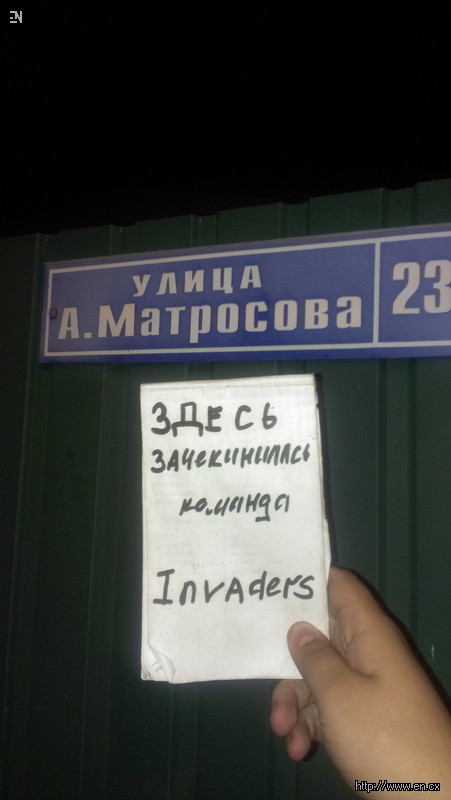 EN
УЛИЦА
А.Матросова 23
ЗДЕСЬ
зачекинилась
команда
Invaders
http://www.en.cx